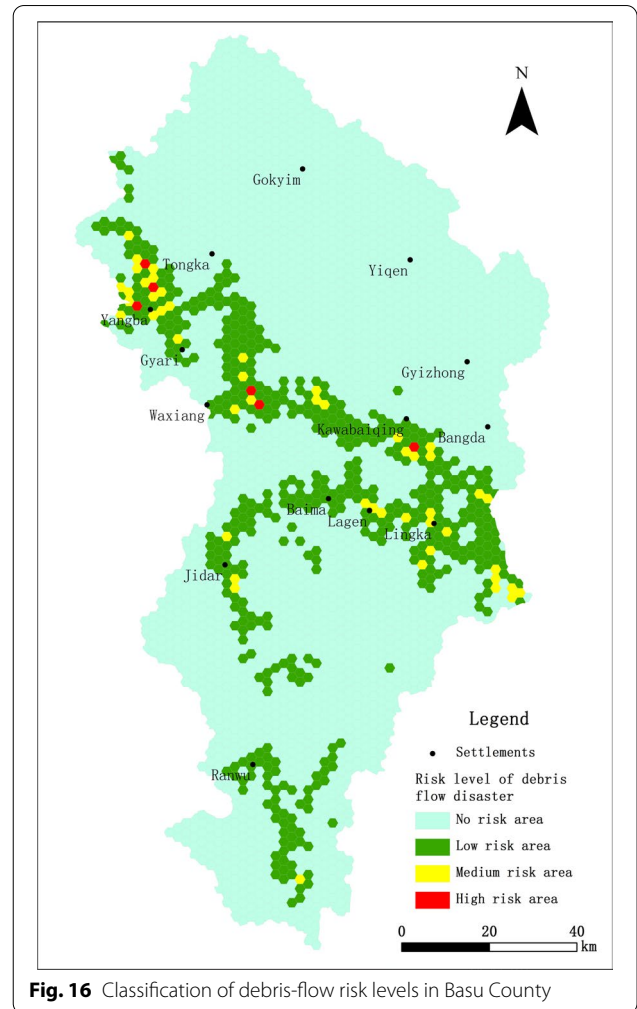 N
Gokyim
Tongka
Yiqen
Yangba
Gyari
Gyizhong
Waxiang
Kawabaiqing
Bangda
Baima
Lagen
Lingka
Jidar
Ranwu
Legend
Settlements
Risk level of debris
flow disaster
No risk area
Low risk area
Medium risk area
High risk area
0 20 40
km
Fig. 16 Classification of debris-flow risk levels in Basu County